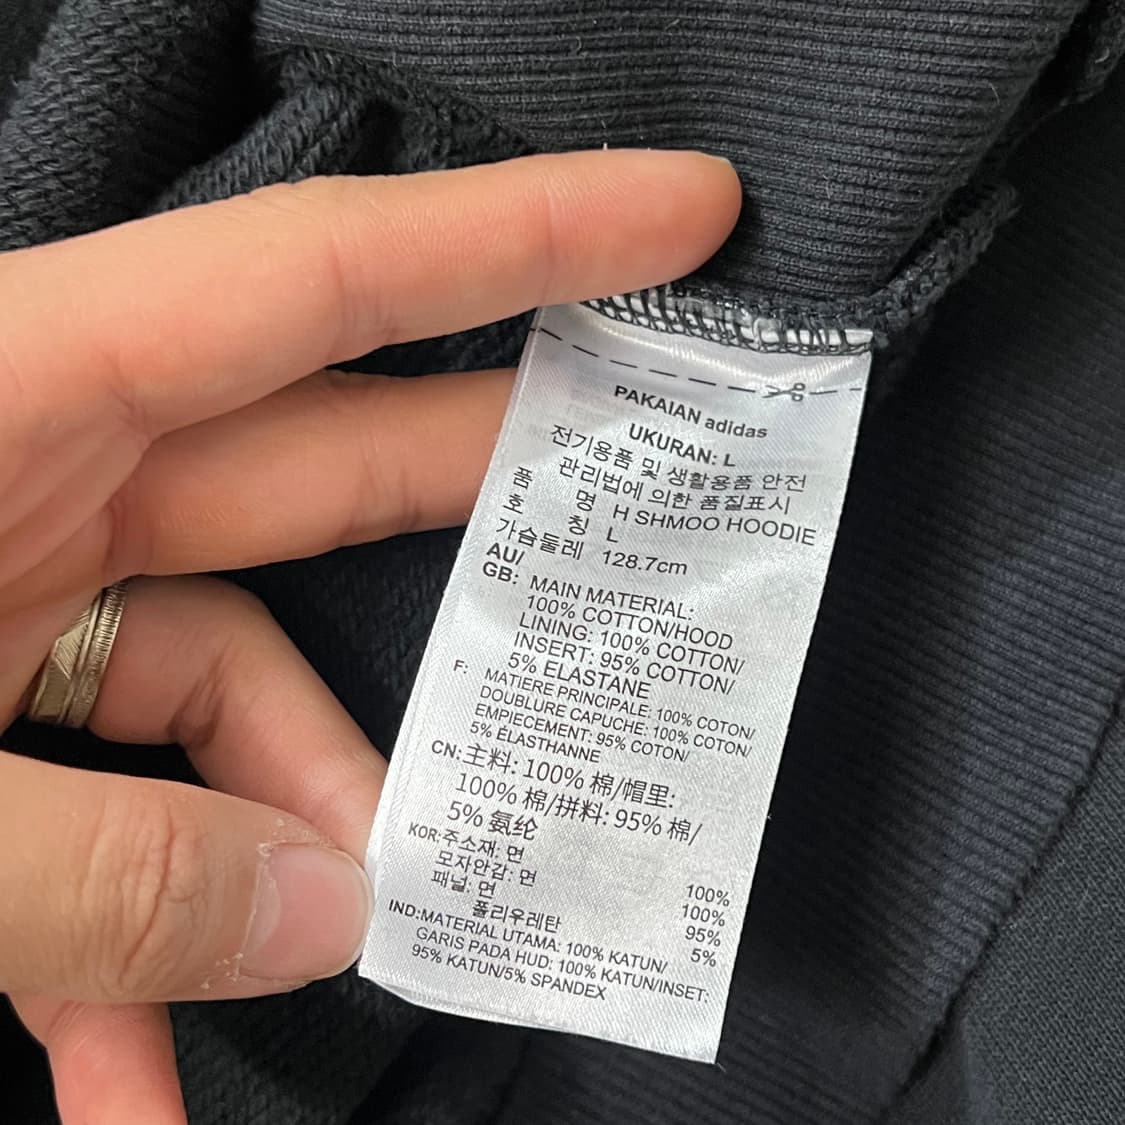 PAKAIAN adidas
UKURAN: L
전기용품 및 생활용품 안전
관리법에 의한 품질표시
품 명 H SHMOO HOODIE
호 칭 L
가슴둘레 128.7cm
AU/
GB: MAIN MATERIAL:
100% COTTON/HOOD
LINING: 100% COTTON/
INSERT: 95% COTTON/
5% ELASTANE
F: MATIERE PRINCIPALE: 100% COTON/
DOUBLURE CAPUCHE: 100% COTON/
EMPIECEMENT: 95% COTON/
5% ÉLASTHANNE
CN: 主料: 100% 棉/帽里:
100% 棉/拼料: 95% 棉/
5% 氨纶
KOR: 주소재: 면 100%
모자안감: 면 100%
패널: 면 95%
폴리우레탄 5%
IND: MATERIAL UTAMA: 100% KATUN/
GARIS PADA HUD: 100% KATUN/INSET:
95% KATUN/5% SPANDEX